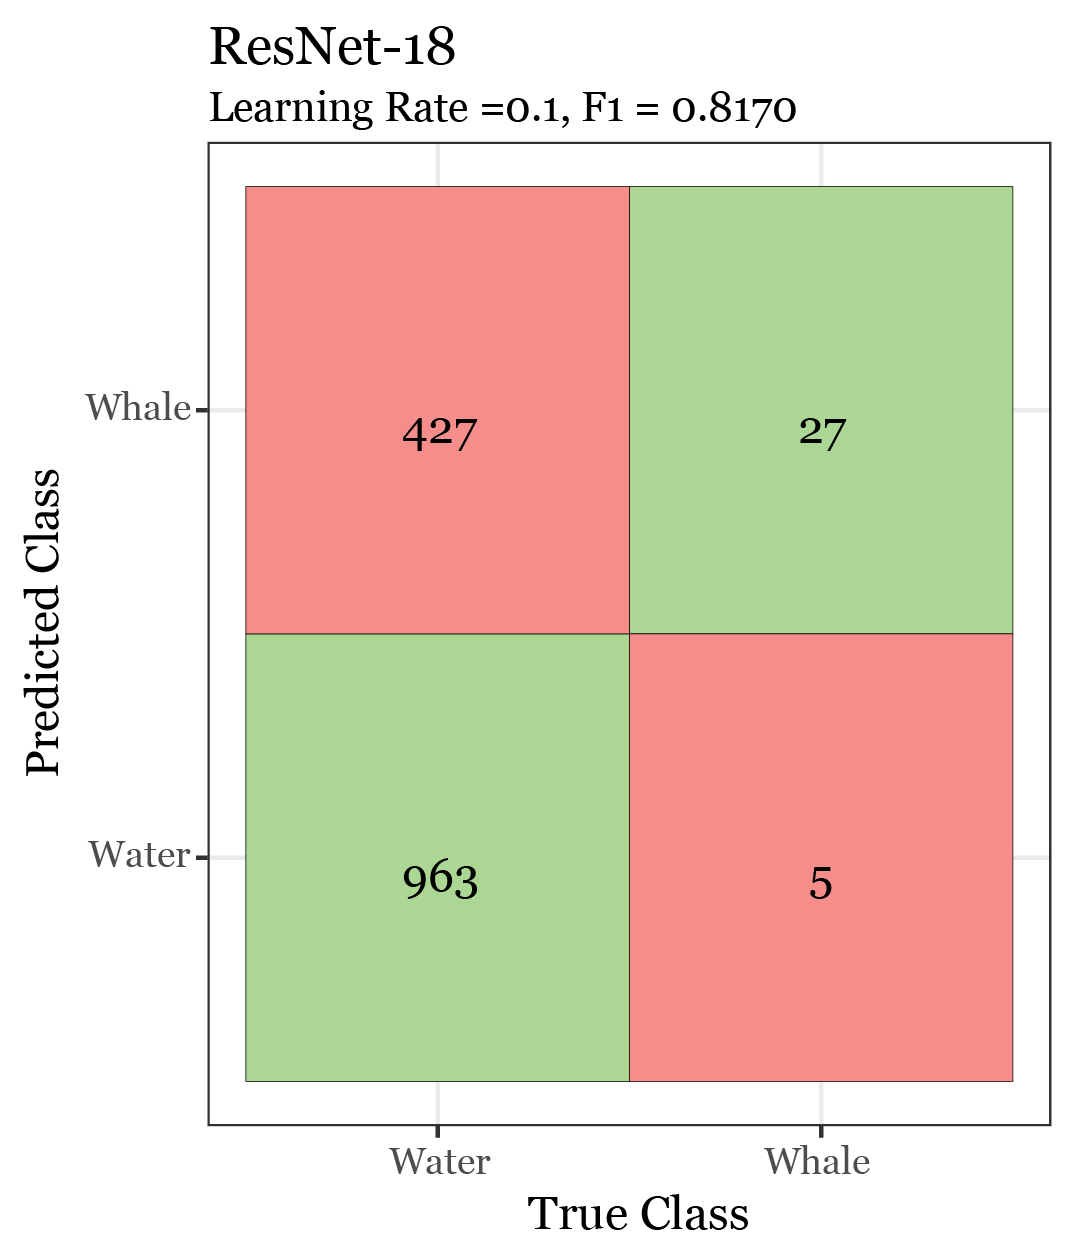 ResNet-18
Learning Rate =0.1, F1 = 0.8170
Predicted Class
Whale
427
27
Water
963
5
Water
Whale
True Class